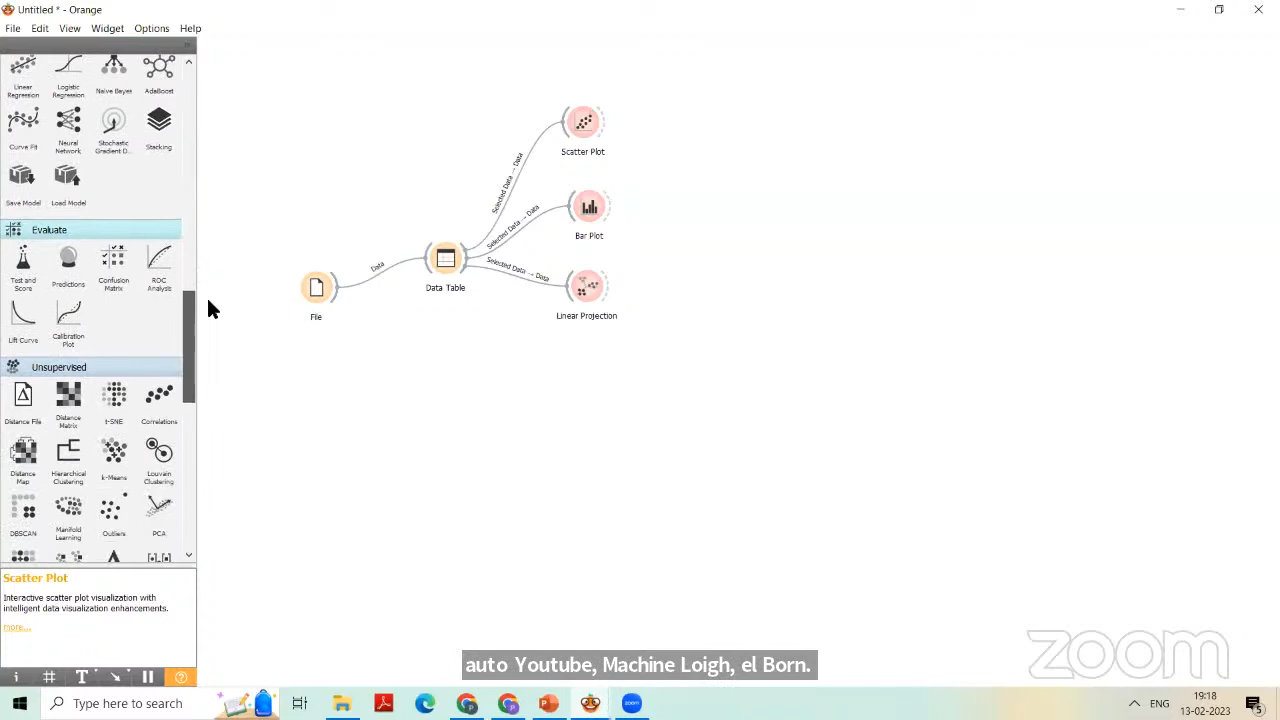 Untitled * - Orange
File Edit View Widget Options Help
Linear Regression
Logistic Regression
Naive Bayes
AdaBoost
Curve Fit
Neural Network
Stochastic Gradient D...
Stacking
Save Model
Load Model
Evaluate
Test and Score
Predictions
Confusion Matrix
ROC Analysis
Lift Curve
Calibration Plot
Unsupervised
Distance File
Distance Matrix
t-SNE
Correlations
Distance Map
Hierarchical Clustering
k-Means
Louvain Clustering
DBSCAN
Manifold Learning
Outliers
PCA
Scatter Plot
Interactive scatter plot visualization with
intelligent data visualization enhancements.
more...
File
Data
Data Table
Selected Data → Data
Scatter Plot
Selected Data → Data
Bar Plot
Selected Data → Data
Linear Projection
auto Youtube, Machine Loigh, el Born.
zoom
Type here to search
zoom
ENG
19:18
13-02-2023
5